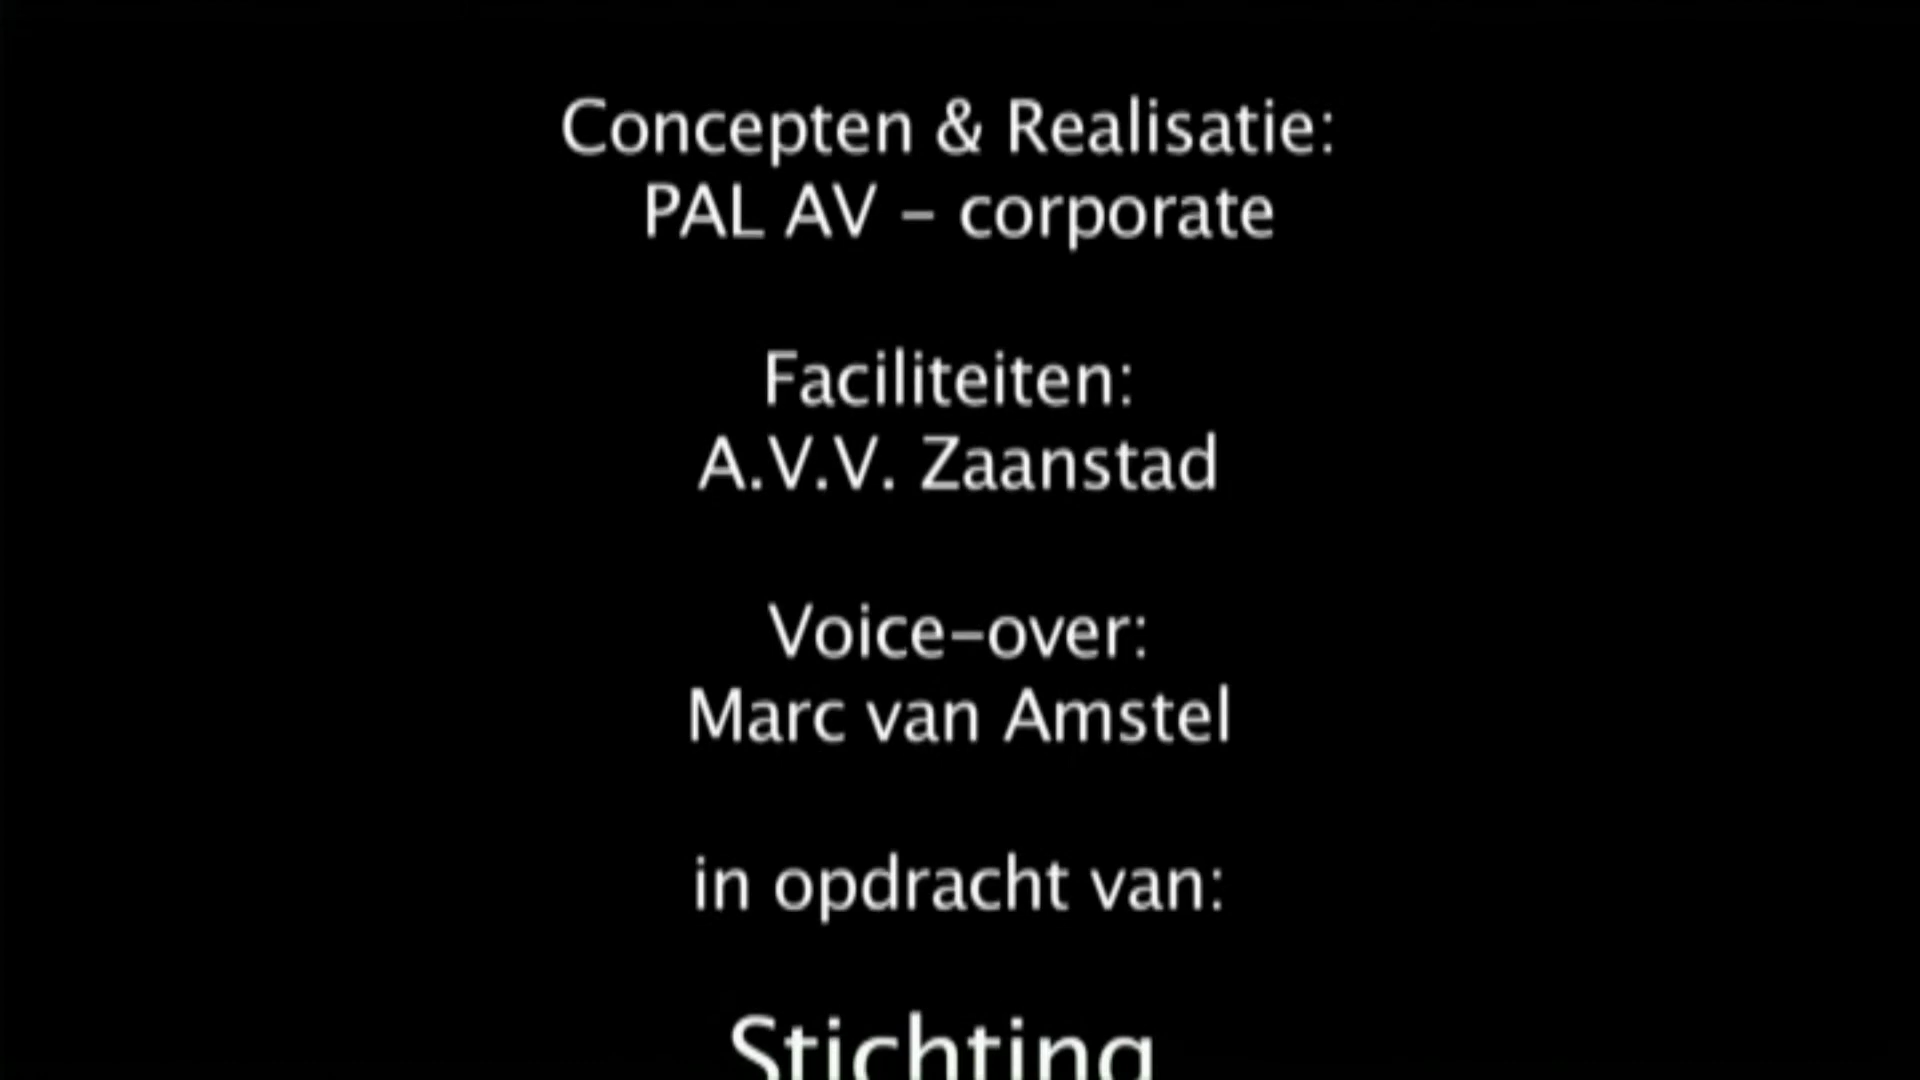 Concepten & Realisatie:
PAL AV - corporate
Faciliteiten:
A.V.V. Zaanstad
Voice-over:
Marc van Amstel
in opdracht van:
Stichting